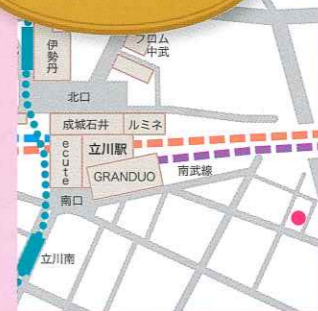 伊勢丹
フロム
中武
北口
成城石井
ルミネ
ecute
立川駅
GRANDUO
南武線
南口
立川南